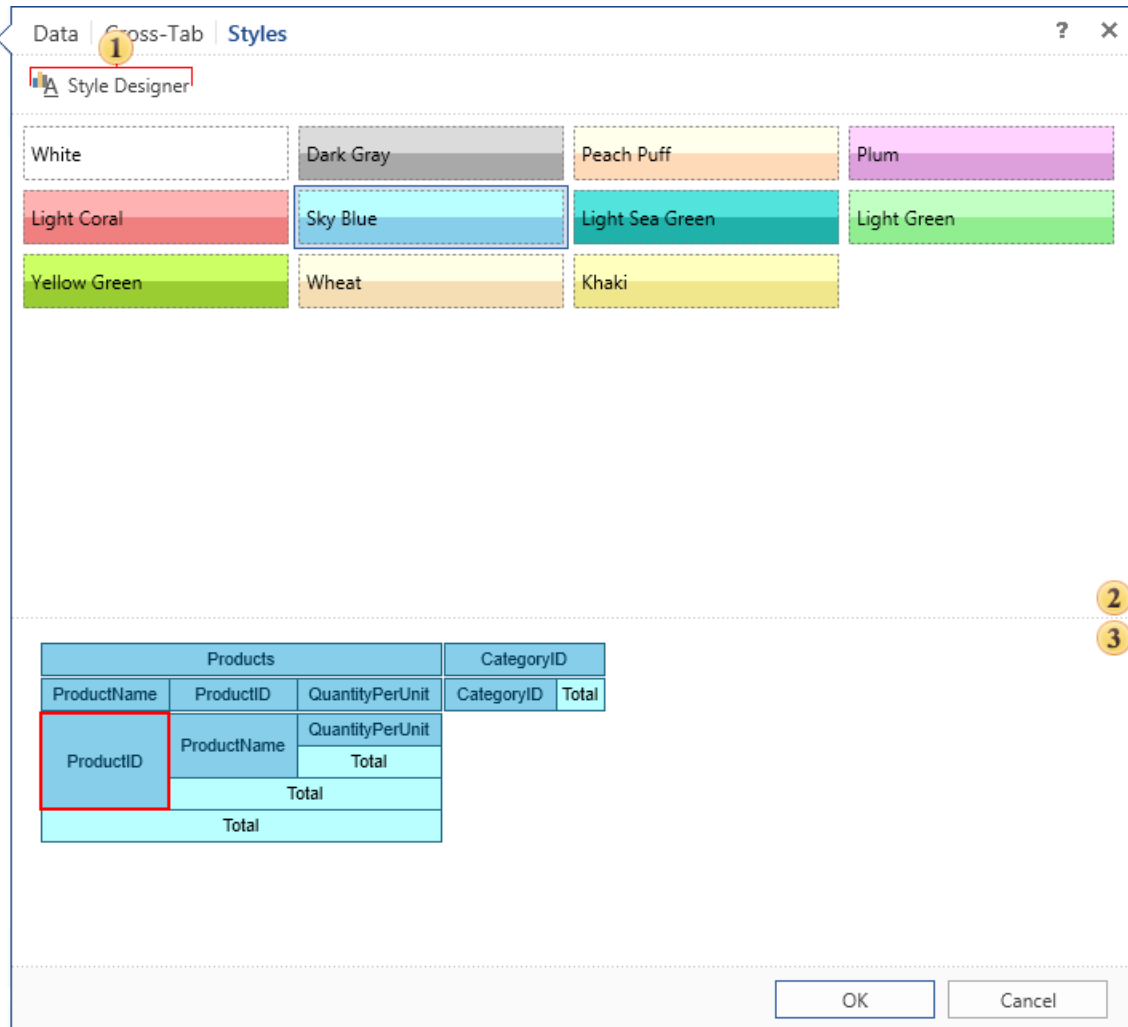 Data Cross-Tab Styles ?
1
Style Designer
White Dark Gray Peach Puff Plum
Light Coral Sky Blue Light Sea Green Light Green
Yellow Green Wheat Khaki
2
3
Products CategoryID
ProductName ProductID QuantityPerUnit CategoryID Total
ProductID ProductName QuantityPerUnit
Total
Total
Total
OK Cancel